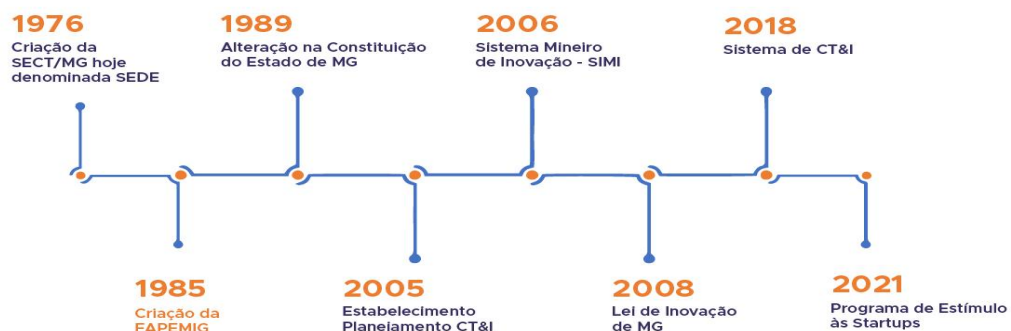 1976
Criação da
SECT/MG hoje
denominada SEDE
1989
Alteração na Constituição
do Estado de MG
2006
Sistema Mineiro
de Inovação - SIMI
2018
Sistema de CT&I
1985
Criação da
FAPEMIG
2005
Estabelecimento
Planejamento CT&I
2008
Lei de Inovação
de MG
2021
Programa de Estímulo
às Startups